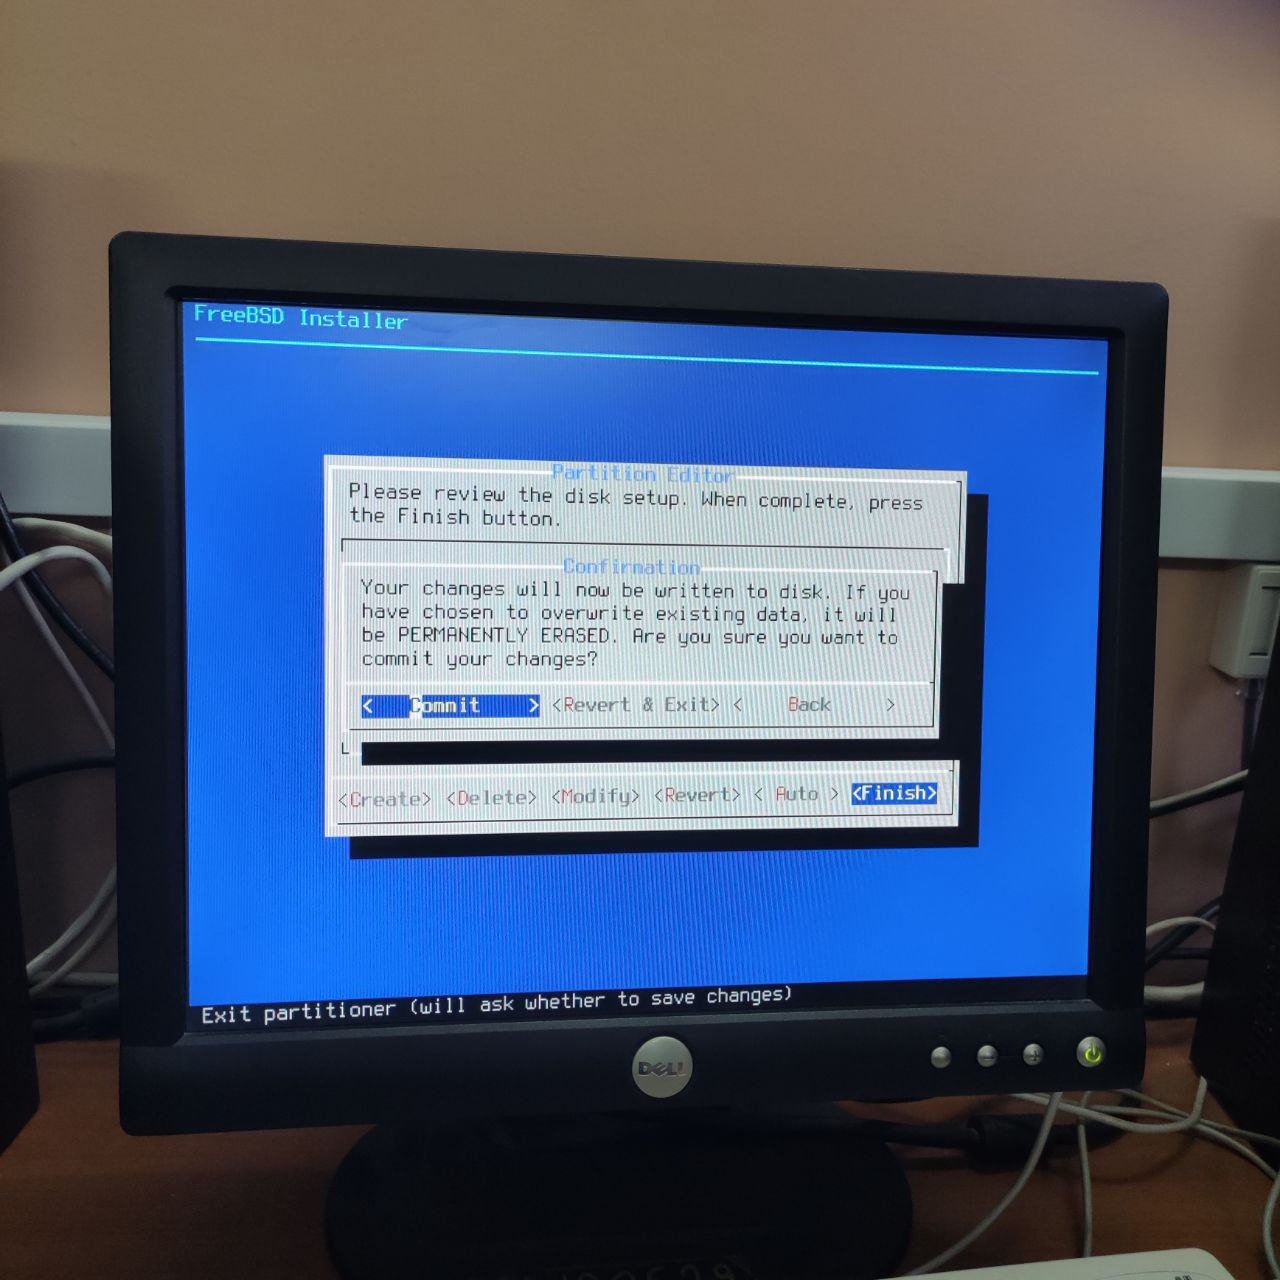 FreeBSD Installer
Partition Editor
Please review the disk setup. When complete, press
the Finish button.
Confirmation
Your changes will now be written to disk. If you
have chosen to overwrite existing data, it will
be PERMANENTLY ERASED. Are you sure you want to
commit your changes?
< Commit > <Revert & Exit> < Back >
<Create> <Delete> <Modify> <Revert> < Auto > <Finish>
Exit partitioner (will ask whether to save changes)
DELL